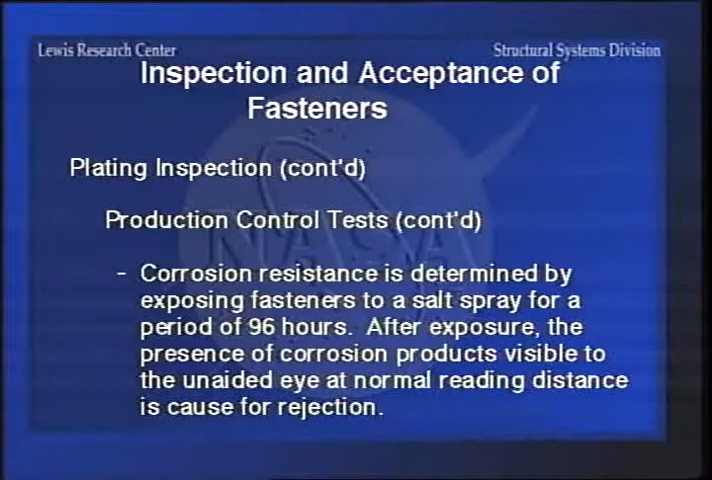 Lewis Research Center
Structural Systems Division
Inspection and Acceptance of
Fasteners
NASA
Plating Inspection (cont'd)
Production Control Tests (cont'd)
- Corrosion resistance is determined by
exposing fasteners to a salt spray for a
period of 96 hours. After exposure, the
presence of corrosion products visible to
the unaided eye at normal reading distance
is cause for rejection.